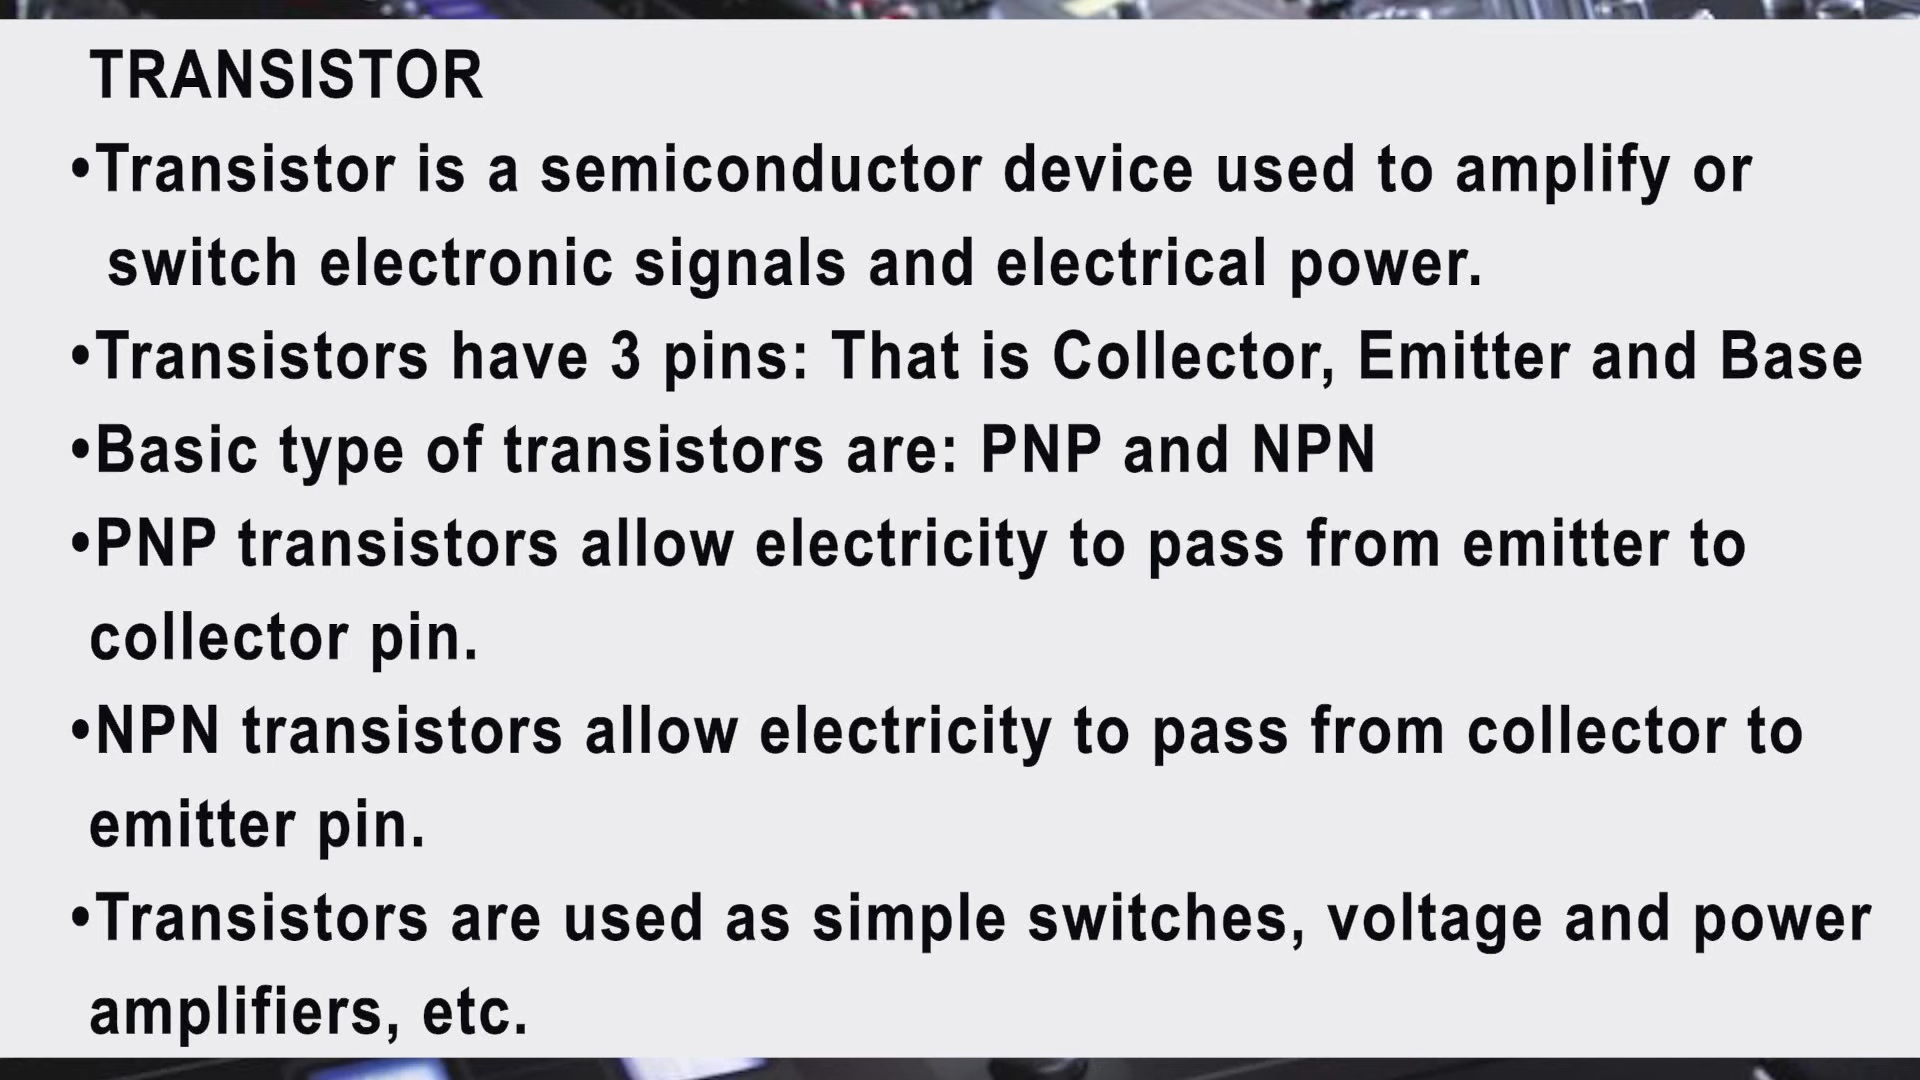 TRANSISTOR
•Transistor is a semiconductor device used to amplify or
switch electronic signals and electrical power.
•Transistors have 3 pins: That is Collector, Emitter and Base
•Basic type of transistors are: PNP and NPN
•PNP transistors allow electricity to pass from emitter to
collector pin.
•NPN transistors allow electricity to pass from collector to
emitter pin.
•Transistors are used as simple switches, voltage and power
amplifiers, etc.